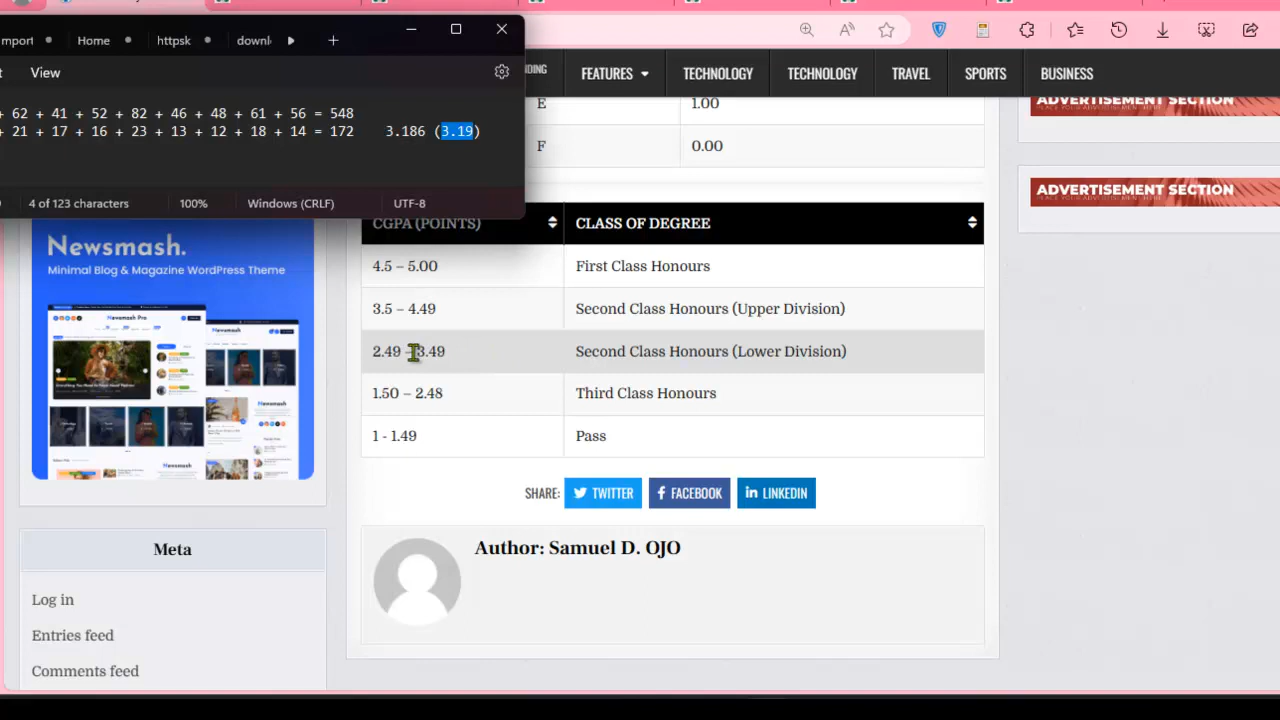 mport
Home
httpsk
downl
View
+ 62 + 41 + 52 + 82 + 46 + 48 + 61 + 56 = 548
+ 21 + 17 + 16 + 23 + 13 + 12 + 18 + 14 = 172 3.186 (3.19)
4 of 123 characters
100%
Windows (CRLF)
UTF-8
DING
FEATURES
TECHNOLOGY
TECHNOLOGY
TRAVEL
SPORTS
BUSINESS
E 1.00
F 0.00
CGPA (POINTS) CLASS OF DEGREE
4.5 – 5.00 First Class Honours
3.5 – 4.49 Second Class Honours (Upper Division)
2.49 – 3.49 Second Class Honours (Lower Division)
1.50 – 2.48 Third Class Honours
1 - 1.49 Pass
SHARE:
TWITTER
FACEBOOK
LINKEDIN
Author: Samuel D. OJO
Newsmash.
Minimal Blog & Magazine WordPress Theme
Meta
Log in
Entries feed
Comments feed
ADVERTISEMENT SECTION
ADVERTISEMENT SECTION
PLACE YOUR ADVERTISEMENT HERE